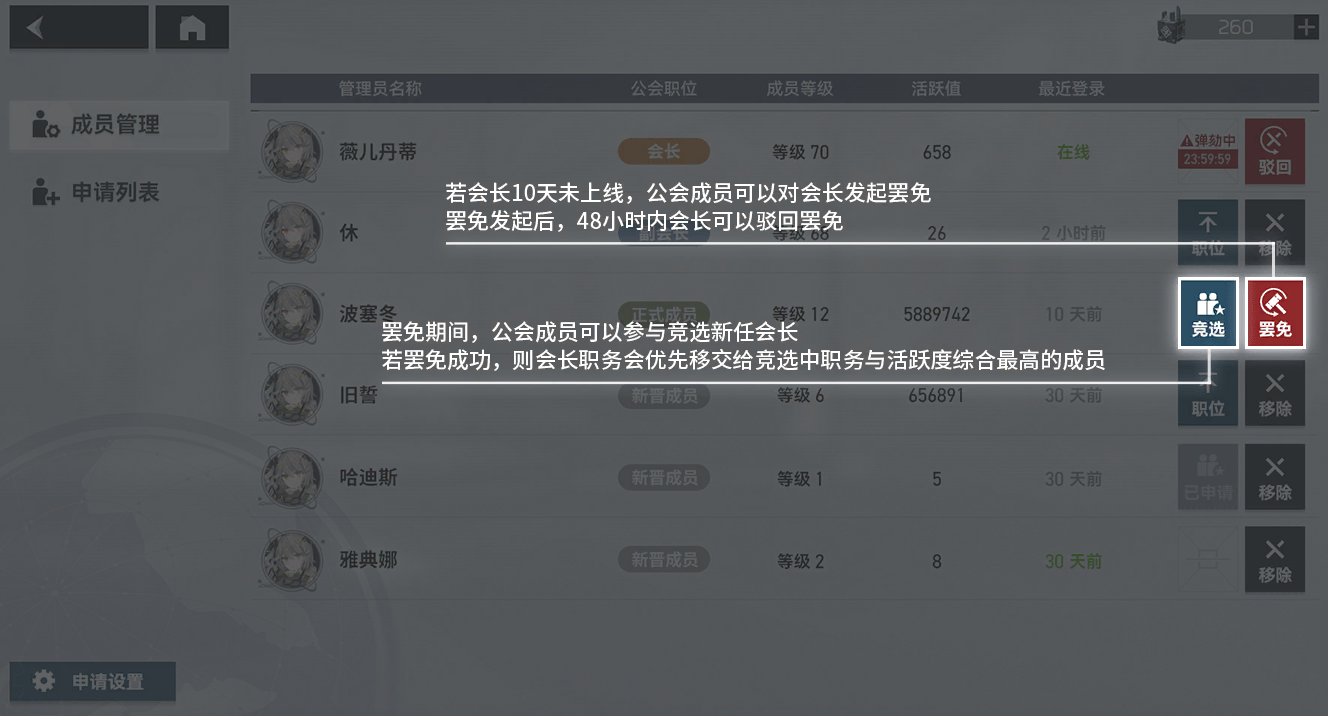 260
管理员名称 公会职位 成员等级 活跃值 最近登录
成员管理
申请列表
薇儿丹蒂 会长 等级 70 658 在线 弹劾中 23:59:59 驳回
若会长10天未上线，公会成员可以对会长发起罢免
罢免发起后，48小时内会长可以驳回罢免
休 副会长 等级 68 26 2 小时前 职位 移除
波塞冬 正式成员 等级 12 5889742 10 天前 竞选 罢免
罢免期间，公会成员可以参与竞选新任会长
若罢免成功，则会长职务会优先移交给竞选中职务与活跃度综合最高的成员
旧誓 新晋成员 等级 6 656891 30 天前 职位 移除
哈迪斯 新晋成员 等级 1 5 30 天前 已申请 移除
雅典娜 新晋成员 等级 2 8 30 天前 移除
申请设置